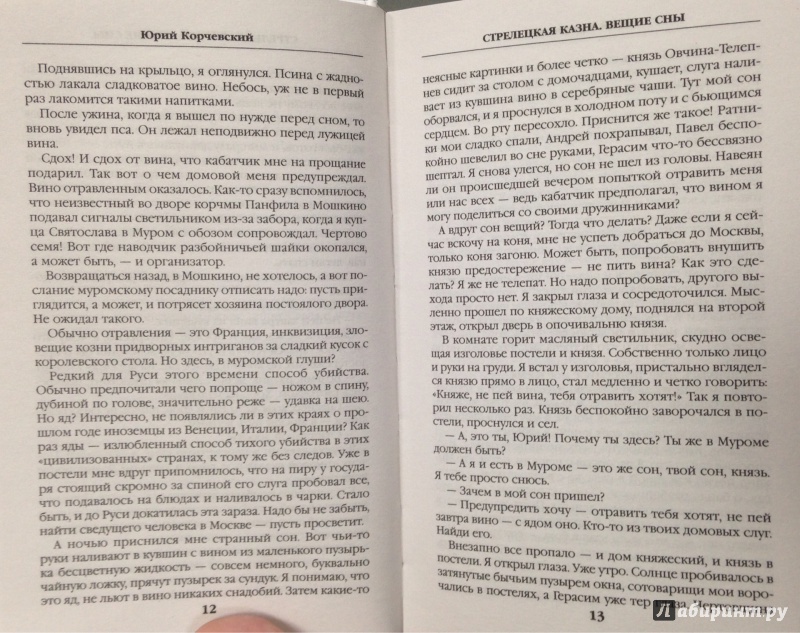 Юрий Корчевский
Поднявшись на крыльцо, я оглянулся. Псина с жадно-
стью лакала сладковатое вино. Небось, уж не в первый
раз лакомится такими напитками.
После ужина, когда я вышел по нужде перед сном, то
вновь увидел пса. Он лежал неподвижно перед лужицей
вина.
Сдох! И сдох от вина, что кабатчик мне на прощание
подарил. Так вот о чем домовой меня предупреждал.
Вино отравленным оказалось. Как-то сразу вспомнилось,
что неизвестный во дворе корчмы Панфила в Мошкино
подавал сигналы светильником из-за забора, когда я куп-
ца Святослава в Муром с обозом сопровождал. Чертово
семя! Вот где наводчик разбойничьей шайки окопался,
а может быть, — и организатор.
Возвращаться назад, в Мошкино, не хотелось, а вот по-
слание муромскому посаднику отписать надо: пусть при-
глядится, а может, и потрясет хозяина постоялого двора.
Не ожидал такого.
Обычно отравления — это Франция, инквизиция, зло-
вещие козни придворных интриганов за сладкий кусок с
королевского стола. Но здесь, в муромской глуши?
Редкий для Руси этого времени способ убийства.
Обычно предпочитали чего попроще — ножом в спину,
дубиной по голове, значительно реже — удавка на шею.
Но яд? Интересно, не появлялись ли в этих краях о про-
шлом годе иноземцы из Венеции, Италии, Франции? Как
раз яды — излюбленный способ тихого убийства в этих
«цивилизованных» странах, к тому же без следов. Уже в
постели мне вдруг припомнилось, что на пиру у госуда-
ря стоящий скромно за спиной его слуга пробовал все,
что подавалось на блюдах и наливалось в чарки. Стало
быть, и до Руси докатилась эта зараза. Надо бы не забыть,
найти сведущего человека в Москве — пусть просветит.
А ночью приснился мне странный сон. Вот чьи-то
руки наливают в кувшин с вином из маленького пузырь-
ка бесцветную жидкость — совсем немного, буквально
чайную ложку, прячут пузырек за сундук. Я понимаю, что
это яд, не льют в вино никаких снадобий. Затем какие-то
12
СТРЕЛЕЦКАЯ КАЗНА. ВЕЩИЕ СНЫ
неясные картинки и более четко — князь Овчина-Телеп-
нев сидит за столом с домочадцами, кушает, слуга нали-
вает из кувшина вино в серебряные чаши. Тут мой сон
оборвался, и я проснулся в холодном поту и с бьющимся
сердцем. Во рту пересохло. Приснится же такое! Ратни-
ки мои сладко спали, Андрей похрапывал, Павел беспо-
койно шевелил во сне руками, Герасим что-то бессвязно
шептал. Я снова улегся, но сон не шел из головы. Навеян
ли он происшедшей вечером попыткой отравить меня
или нас всех — ведь кабатчик предполагал, что вином я
могу поделиться со своими дружинниками?
А вдруг сон вещий? Тогда что делать? Даже если я сей-
час вскочу на коня, мне не успеть добраться до Москвы,
только коня загоню. Может быть, попробовать внушить
князю предостережение — не пить вина? Как это сде-
лать? Я же не телепат. Но надо попробовать, другого вы-
хода просто нет. Я закрыл глаза и сосредоточился. Мыс-
ленно прошел по княжескому дому, поднялся на второй
этаж, открыл дверь в опочивальню князя.
В комнате горит масляный светильник, скудно осве-
щая изголовье постели и князя. Собственно только лицо
и руки на груди. Я встал у изголовья, пристально вглядел-
ся князю прямо в лицо, стал медленно и четко говорить:
«Княже, не пей вина, тебя отравить хотят!» Так я повто-
рил несколько раз. Князь беспокойно заворочался в по-
стели, проснулся и сел.
— А, это ты, Юрий! Почему ты здесь? Ты же в Муроме
должен быть?
— А я и есть в Муроме — это же сон, твой сон, князь.
Я тебе просто снюсь.
— Зачем в мой сон пришел?
— Предупредить хочу — отравить тебя хотят, не пей
завтра вино — с ядом оно. Кто-то из твоих домовых слуг.
Найди его.
Внезапно все пропало — и дом княжеский, и князь в
постели. Я открыл глаза. Уже утро. Солнце пробивалось в
затянутые бычьим пузырем окна, сотоварищи мои воро-
чались в постелях, а Герасим уже тер глаза.
13
© Лабиринт.ру